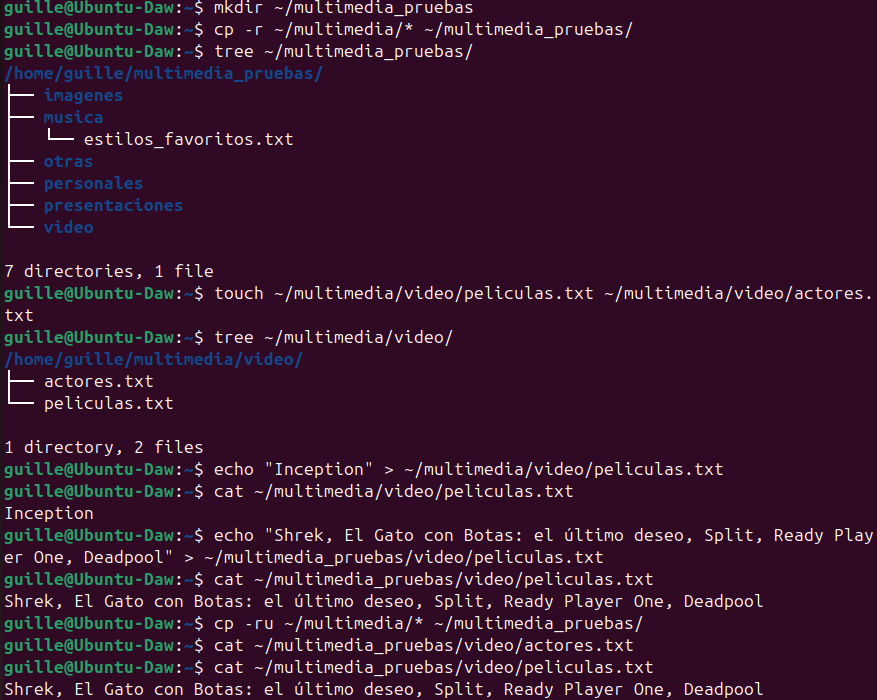 guille@Ubuntu-Daw:~$ mkdir ~/multimedia_pruebas
guille@Ubuntu-Daw:~$ cp -r ~/multimedia/* ~/multimedia_pruebas/
guille@Ubuntu-Daw:~$ tree ~/multimedia_pruebas/
/home/guille/multimedia_pruebas/
├── imagenes
├── musica
│   └── estilos_favoritos.txt
├── otras
├── personales
├── presentaciones
└── video

7 directories, 1 file
guille@Ubuntu-Daw:~$ touch ~/multimedia/video/peliculas.txt ~/multimedia/video/actores.
txt
guille@Ubuntu-Daw:~$ tree ~/multimedia/video/
/home/guille/multimedia/video/
├── actores.txt
└── peliculas.txt

1 directory, 2 files
guille@Ubuntu-Daw:~$ echo "Inception" > ~/multimedia/video/peliculas.txt
guille@Ubuntu-Daw:~$ cat ~/multimedia/video/peliculas.txt
Inception
guille@Ubuntu-Daw:~$ echo "Shrek, El Gato con Botas: el último deseo, Split, Ready Play
er One, Deadpool" > ~/multimedia_pruebas/video/peliculas.txt
guille@Ubuntu-Daw:~$ cat ~/multimedia_pruebas/video/peliculas.txt
Shrek, El Gato con Botas: el último deseo, Split, Ready Player One, Deadpool
guille@Ubuntu-Daw:~$ cp -ru ~/multimedia/* ~/multimedia_pruebas/
guille@Ubuntu-Daw:~$ cat ~/multimedia_pruebas/video/actores.txt
guille@Ubuntu-Daw:~$ cat ~/multimedia_pruebas/video/peliculas.txt
Shrek, El Gato con Botas: el último deseo, Split, Ready Player One, Deadpool